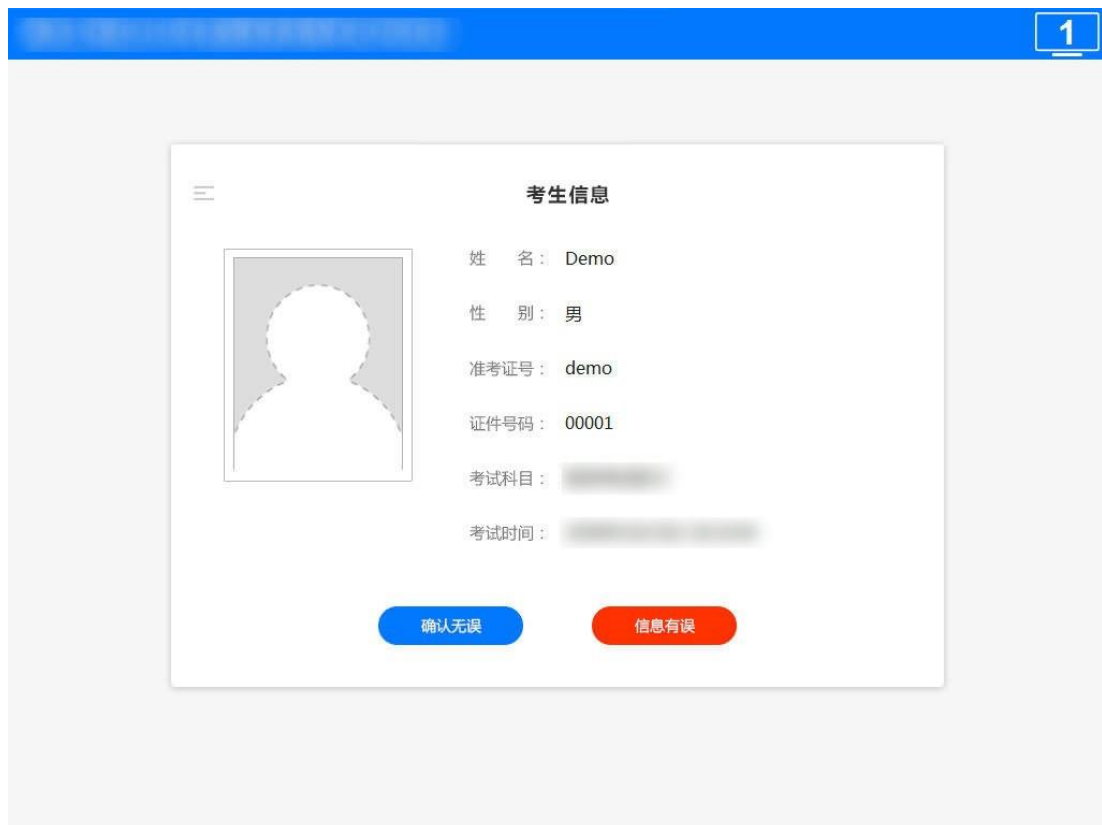 1
考生信息
姓 名： Demo
性 别： 男
准考证号： demo
证件号码： 00001
考试科目：
考试时间：
确认无误 信息有误